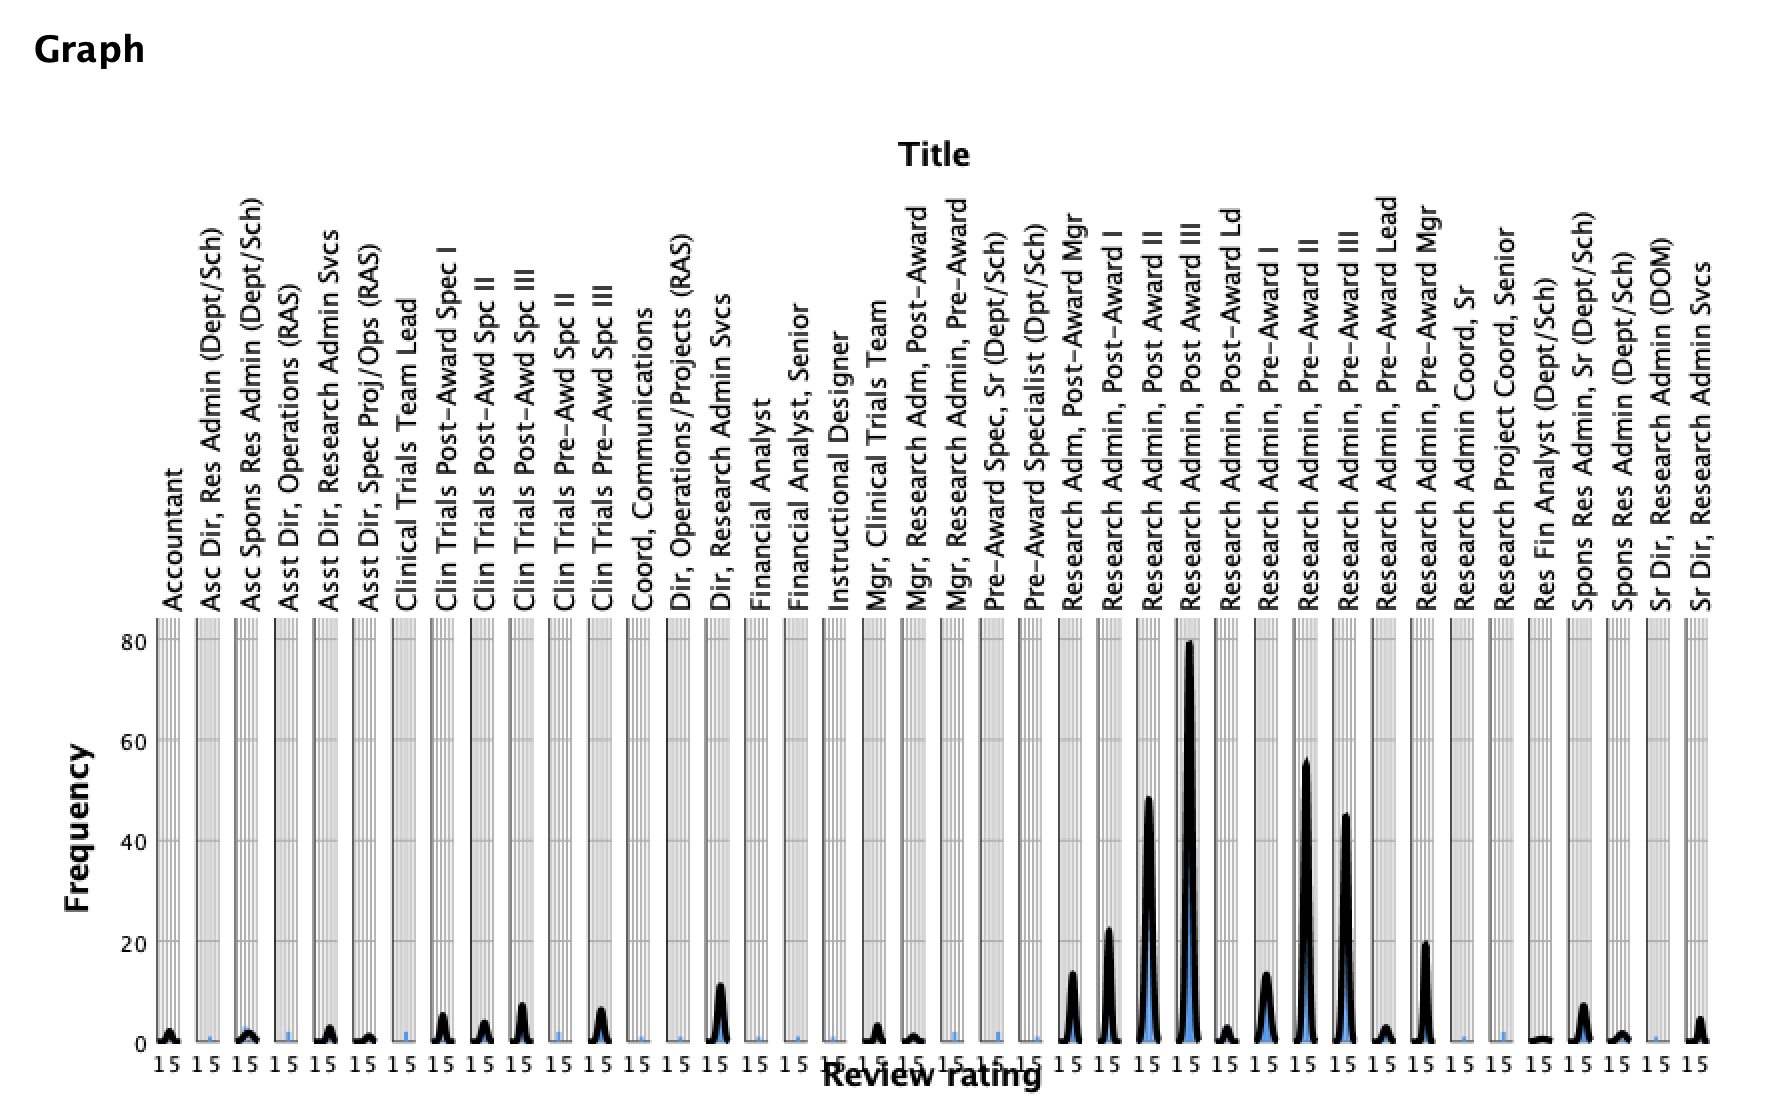 Graph
Title
Accountant
Asc Dir, Res Admin (Dept/Sch)
Asc Spons Res Admin (Dept/Sch)
Asst Dir, Operations (RAS)
Asst Dir, Research Admin Svcs
Asst Dir, Spec Proj/Ops (RAS)
Clinical Trials Team Lead
Clin Trials Post-Award Spec I
Clin Trials Post-Awd Spc II
Clin Trials Post-Awd Spc III
Clin Trials Pre-Awd Spc II
Clin Trials Pre-Awd Spc III
Coord, Communications
Dir, Operations/Projects (RAS)
Dir, Research Admin Svcs
Financial Analyst
Financial Analyst, Senior
Instructional Designer
Mgr, Clinical Trials Team
Mgr, Research Adm, Post-Award
Mgr, Research Admin, Pre-Award
Pre-Award Spec, Sr (Dept/Sch)
Pre-Award Specialist (Dpt/Sch)
Research Adm, Post-Award Mgr
Research Admin, Post-Award I
Research Admin, Post Award II
Research Admin, Post Award III
Research Admin, Post-Award Ld
Research Admin, Pre-Award I
Research Admin, Pre-Award II
Research Admin, Pre-Award III
Research Admin, Pre-Award Lead
Research Admin, Pre-Award Mgr
Research Admin Coord, Sr
Research Project Coord, Senior
Res Fin Analyst (Dept/Sch)
Spons Res Admin, Sr (Dept/Sch)
Spons Res Admin (Dept/Sch)
Sr Dir, Research Admin (DOM)
Sr Dir, Research Admin Svcs
Frequency
80
60
40
20
0
1 5 1 5 1 5 1 5 1 5 1 5 1 5 1 5 1 5 1 5 1 5 1 5 1 5 1 5 1 5 1 5 1 5 1 5 1 5 1 5 1 5 1 5 1 5 1 5 1 5 1 5 1 5 1 5 1 5 1 5 1 5 1 5 1 5 1 5 1 5 1 5 1 5 1 5 1 5 1 5
Review rating